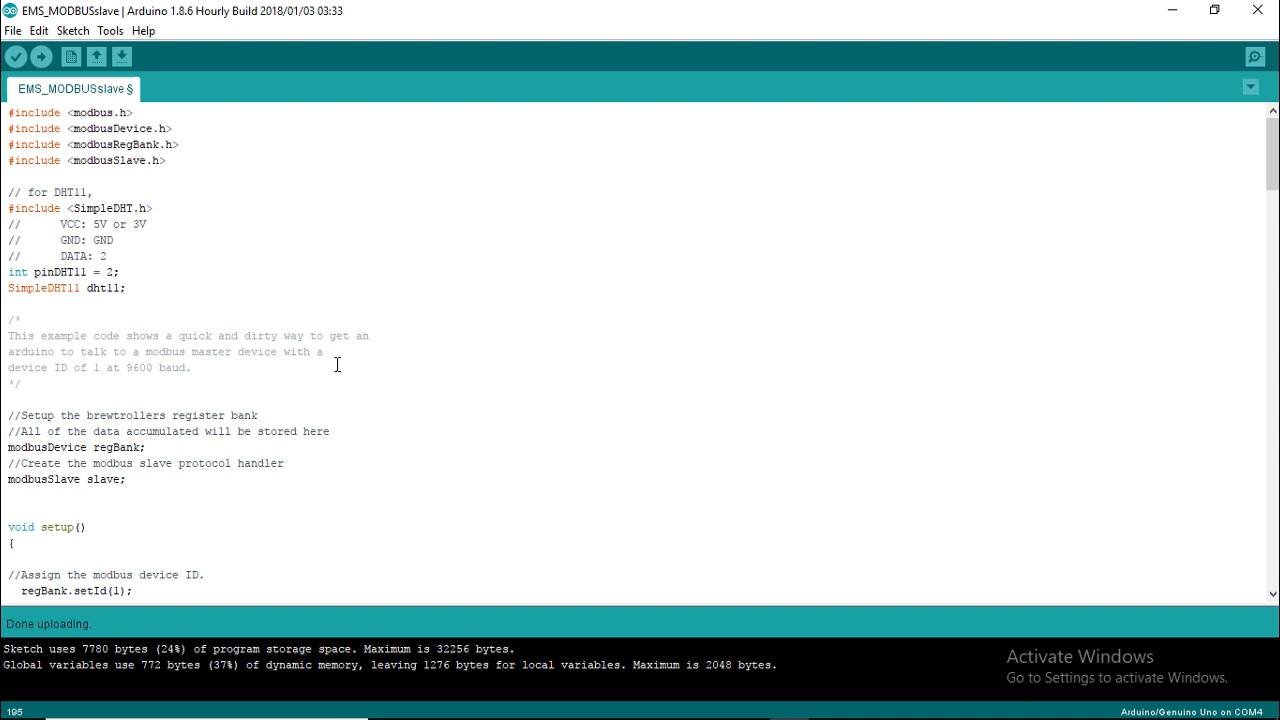 EMS_MODBUSslave | Arduino 1.8.6 Hourly Build 2018/01/03 03:33
File Edit Sketch Tools Help
EMS_MODBUSslave §
#include <modbus.h>
#include <modbusDevice.h>
#include <modbusRegBank.h>
#include <modbusSlave.h>
// for DHT11,
#include <SimpleDHT.h>
//      VCC: 5V or 3V
//      GND: GND
//      DATA: 2
int pinDHT11 = 2;
SimpleDHT11 dht11;
/*
This example code shows a quick and dirty way to get an
arduino to talk to a modbus master device with a
device ID of 1 at 9600 baud.
*/
//Setup the brewtrollers register bank
//All of the data accumulated will be stored here
modbusDevice regBank;
//Create the modbus slave protocol handler
modbusSlave slave;
void setup()
{
//Assign the modbus device ID.
  regBank.setId(1);
Done uploading.
Sketch uses 7780 bytes (24%) of program storage space. Maximum is 32256 bytes.
Global variables use 772 bytes (37%) of dynamic memory, leaving 1276 bytes for local variables. Maximum is 2048 bytes.
Activate Windows
Go to Settings to activate Windows.
195
Arduino/Genuino Uno on COM4